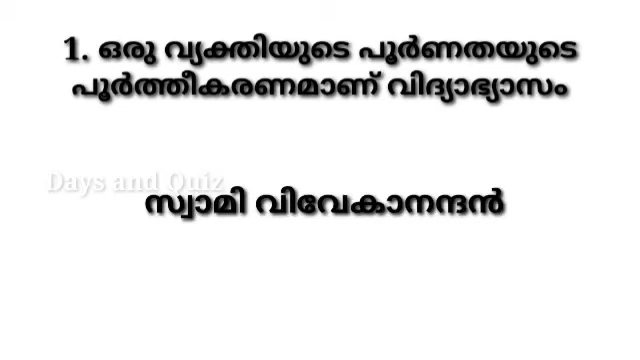 1. ഒരു വ്യക്തിയുടെ പൂർണതയുടെ
പൂർത്തീകരണമാണ് വിദ്യാഭ്യാസം
Days and Quiz
സ്വാമി വിവേകാനന്ദൻ